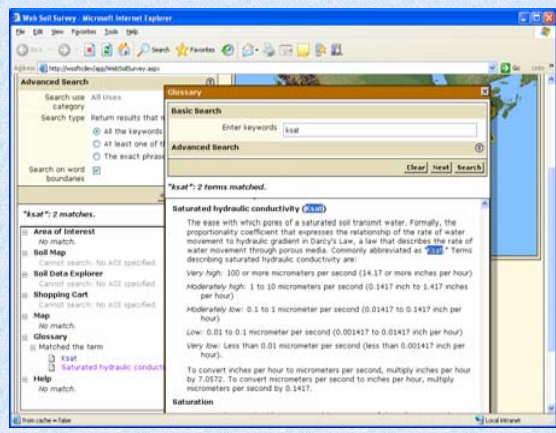 Web Soil Survey - Microsoft Internet Explorer
File Edit View Favorites Tools Help
Back Search Favorites
Address http://wssftcdev/app/WebSoilSurvey.aspx Go Links
Advanced Search
Search use category All Uses
Search type Return results that
All the keywords
At least one of
The exact phrase
Search on word boundaries
"ksat": 2 matches.
Area of Interest
No match.
Soil Map
Cannot search: No AOI specified.
Soil Data Explorer
Cannot search: No AOI specified.
Shopping Cart
Cannot search: No AOI specified.
Map
No match.
Glossary
Matched the term
Ksat
Saturated hydraulic conduct
Help
No match.
Glossary
Basic Search
Enter keywords ksat
Advanced Search
Clear Next Search
"ksat": 2 terms matched.
Saturated hydraulic conductivity (Ksat)
The ease with which pores of a saturated soil transmit water. Formally, the
proportionality coefficient that expresses the relationship of the rate of water
movement to hydraulic gradient in Darcy's Law, a law that describes the rate of
water movement through porous media. Commonly abbreviated as "Ksat." Terms
describing saturated hydraulic conductivity are:
Very high: 100 or more micrometers per second (14.17 or more inches per hour)
Moderately high: 1 to 10 micrometers per second (0.1417 inch to 1.417 inches
per hour)
Moderately low: 0.1 to 1 micrometer per second (0.01417 to 0.1417 inch per
hour)
Low: 0.01 to 0.1 micrometer per second (0.001417 to 0.01417 inch per hour)
Very low: Less than 0.01 micrometer per second (less than 0.001417 inch per
hour).
To convert inches per hour to micrometers per second, multiply inches per hour
by 7.0572. To convert micrometers per second to inches per hour, multiply
micrometers per second by 0.1417.
Saturation
from cache = false
Local intranet